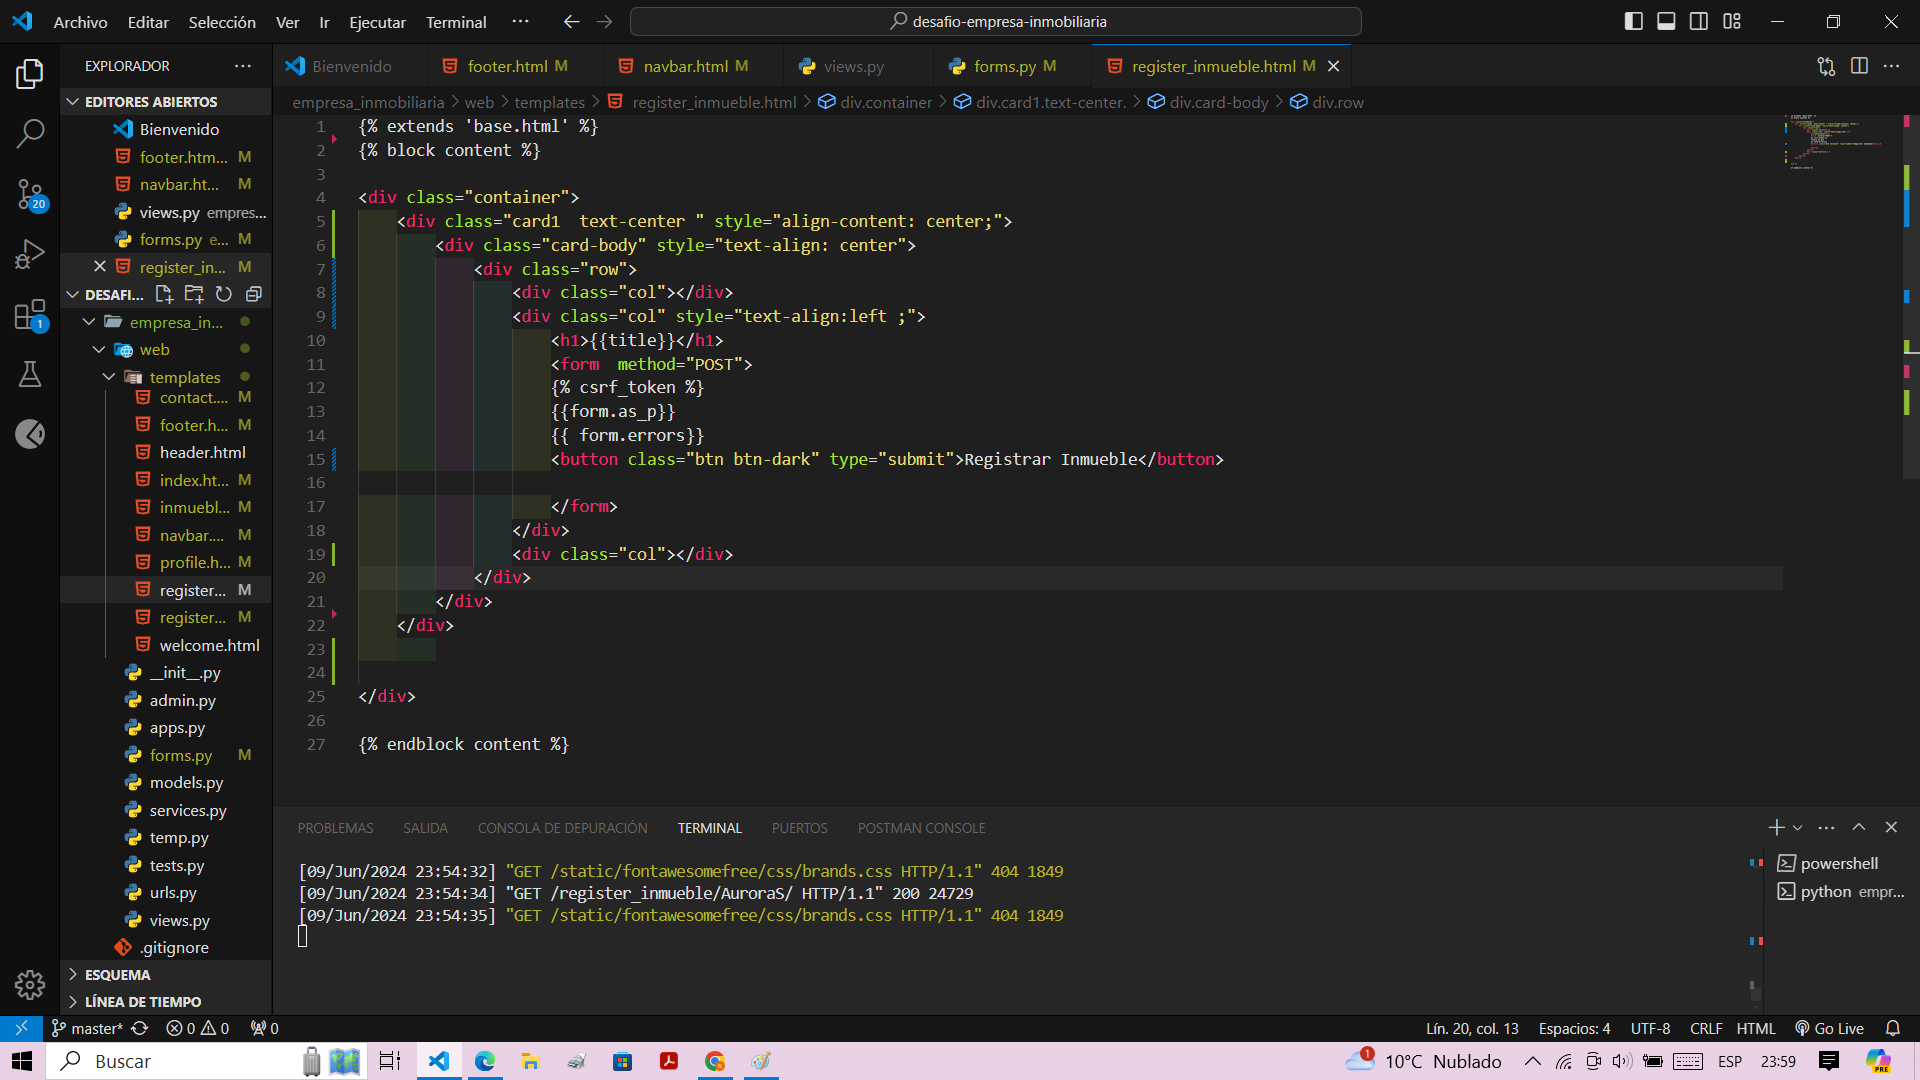 Archivo Editar Selección Ver Ir Ejecutar Terminal ··· desafio-empresa-inmobiliaria
EXPLORADOR ···
EDITORES ABIERTOS
Bienvenido
footer.htm... M
navbar.ht... M
views.py empres...
forms.py e... M
register_in... M
DESAFI...
empresa_in...
web
templates
contact.... M
footer.h... M
header.html
index.ht... M
inmuebl... M
navbar.... M
profile.h... M
register... M
register... M
welcome.html
__init__.py
admin.py
apps.py
forms.py M
models.py
services.py
temp.py
tests.py
urls.py
views.py
.gitignore
ESQUEMA
LÍNEA DE TIEMPO
20
1
Bienvenido footer.html M navbar.html M views.py forms.py M register_inmueble.html M
empresa_inmobiliaria > web > templates > register_inmueble.html > div.container > div.card1.text-center. > div.card-body > div.row
1 {% extends 'base.html' %}
2 {% block content %}
3
4 <div class="container">
5 <div class="card1  text-center " style="align-content: center;">
6 <div class="card-body" style="text-align: center">
7 <div class="row">
8 <div class="col"></div>
9 <div class="col" style="text-align:left ;">
10 <h1>{{title}}</h1>
11 <form  method="POST">
12 {% csrf_token %}
13 {{form.as_p}}
14 {{ form.errors}}
15 <button class="btn btn-dark" type="submit">Registrar Inmueble</button>
16
17 </form>
18 </div>
19 <div class="col"></div>
20 </div>
21 </div>
22 </div>
23
24
25 </div>
26
27 {% endblock content %}
PROBLEMAS SALIDA CONSOLA DE DEPURACIÓN TERMINAL PUERTOS POSTMAN CONSOLE
[09/Jun/2024 23:54:32] "GET /static/fontawesomefree/css/brands.css HTTP/1.1" 404 1849
[09/Jun/2024 23:54:34] "GET /register_inmueble/AuroraS/ HTTP/1.1" 200 24729
[09/Jun/2024 23:54:35] "GET /static/fontawesomefree/css/brands.css HTTP/1.1" 404 1849
powershell
python empr...
master* 0 0 0 Lín. 20, col. 13 Espacios: 4 UTF-8 CRLF HTML Go Live
Buscar 1 10°C Nublado ESP 23:59 PRE